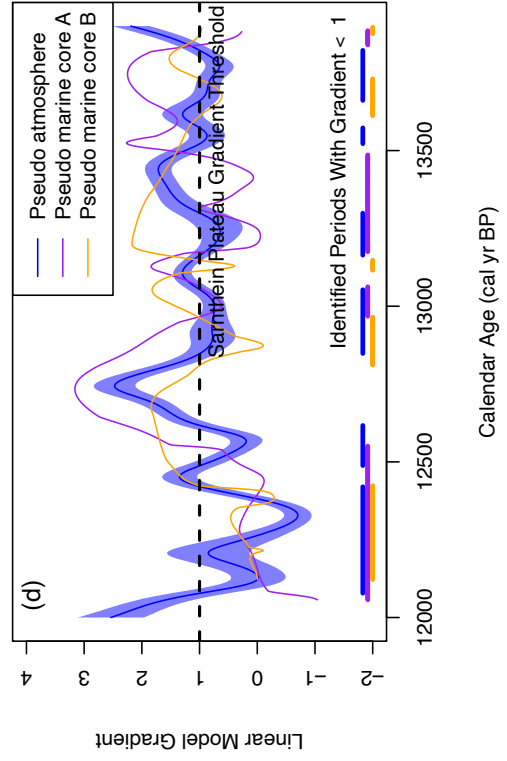 (d)
Pseudo atmosphere
Pseudo marine core A
Pseudo marine core B
Sarnthein Plateau Gradient Threshold
Identified Periods With Gradient < 1
4
3
2
1
0
−1
−2
Linear Model Gradient
12000
12500
13000
13500
Calendar Age (cal yr BP)